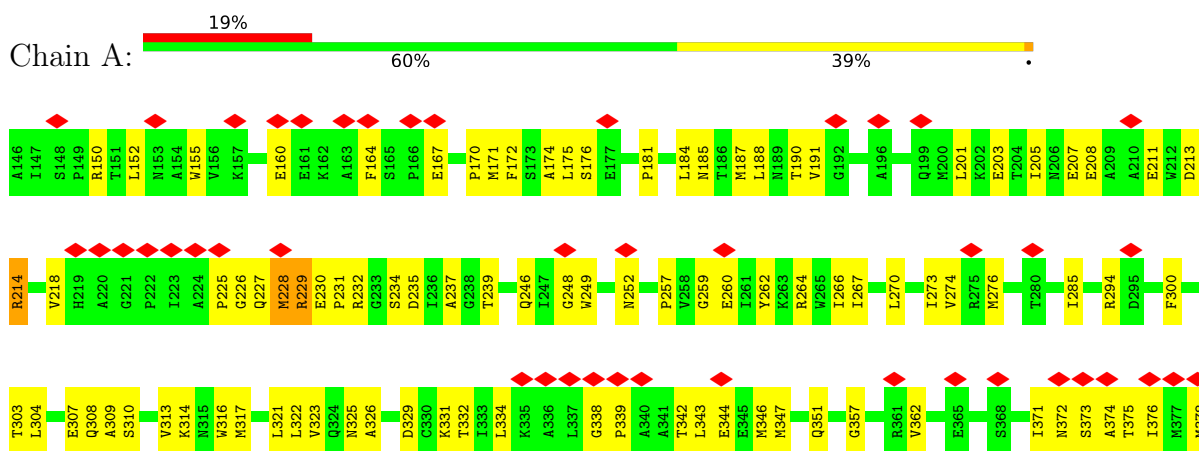 19%
Chain A:
60% 39% •
A146 I147 S148 P149 R150 T151 L152 N153 A154 W155 V156 K157 E160 E161 K162 A163 F164 S165 P166 E167 P170 M171 F172 S173 A174 L175 S176 E177 P181 L184 N185 T186 M187 L188 N189 T190 V191 G192 A196 Q199 M200 L201 K202 E203 T204 I205 N206 E207 E208 A209 A210 E211 W212 D213
R214 V218 H219 A220 G221 P222 I223 A224 P225 G226 Q227 M228 R229 E230 P231 R232 G233 S234 D235 I236 A237 G238 T239 Q246 I247 G248 W249 N252 P257 V258 G259 E260 I261 Y262 K263 R264 W265 I266 I267 L270 I273 V274 R275 M276 T280 I285 R294 D295 F300
T303 L304 E307 Q308 A309 S310 V313 K314 N315 W316 M317 L321 L322 V323 Q324 N325 A326 D329 C330 K331 T332 I333 L334 K335 A336 L337 G338 P339 A340 A341 T342 L343 E344 E345 M346 M347 Q351 G357 R361 V362 E365 S368 I371 N372 S373 A374 T375 I376 M377